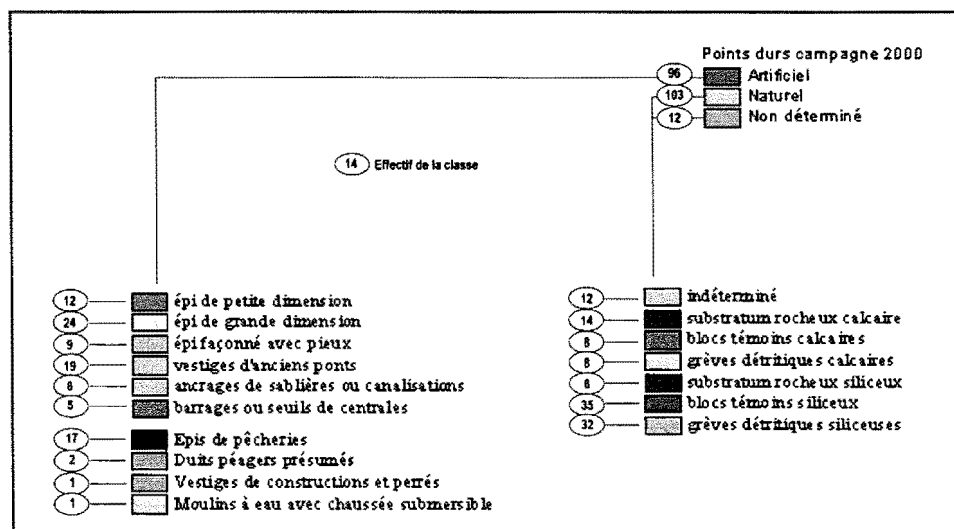 Points durs campagne 2000
96 Artificiel
103 Naturel
12 Non déterminé
14 Effectif de la classe
12 épi de petite dimension
24 épi de grande dimension
9 épi façonné avec pieux
19 vestiges d'anciens ponts
6 ancrages de sablières ou canalisations
5 barrages ou seuils de centrales
17 Epis de pêcheries
2 Duits péagers présumés
1 Vestiges de constructions et perrés
1 Moulins à eau avec chaussée submersible
12 indéterminé
14 substratum rocheux calcaire
8 blocs témoins calcaires
8 grèves détritiques calcaires
6 substratum rocheux siliceux
35 blocs témoins siliceux
32 grèves détritiques siliceuses